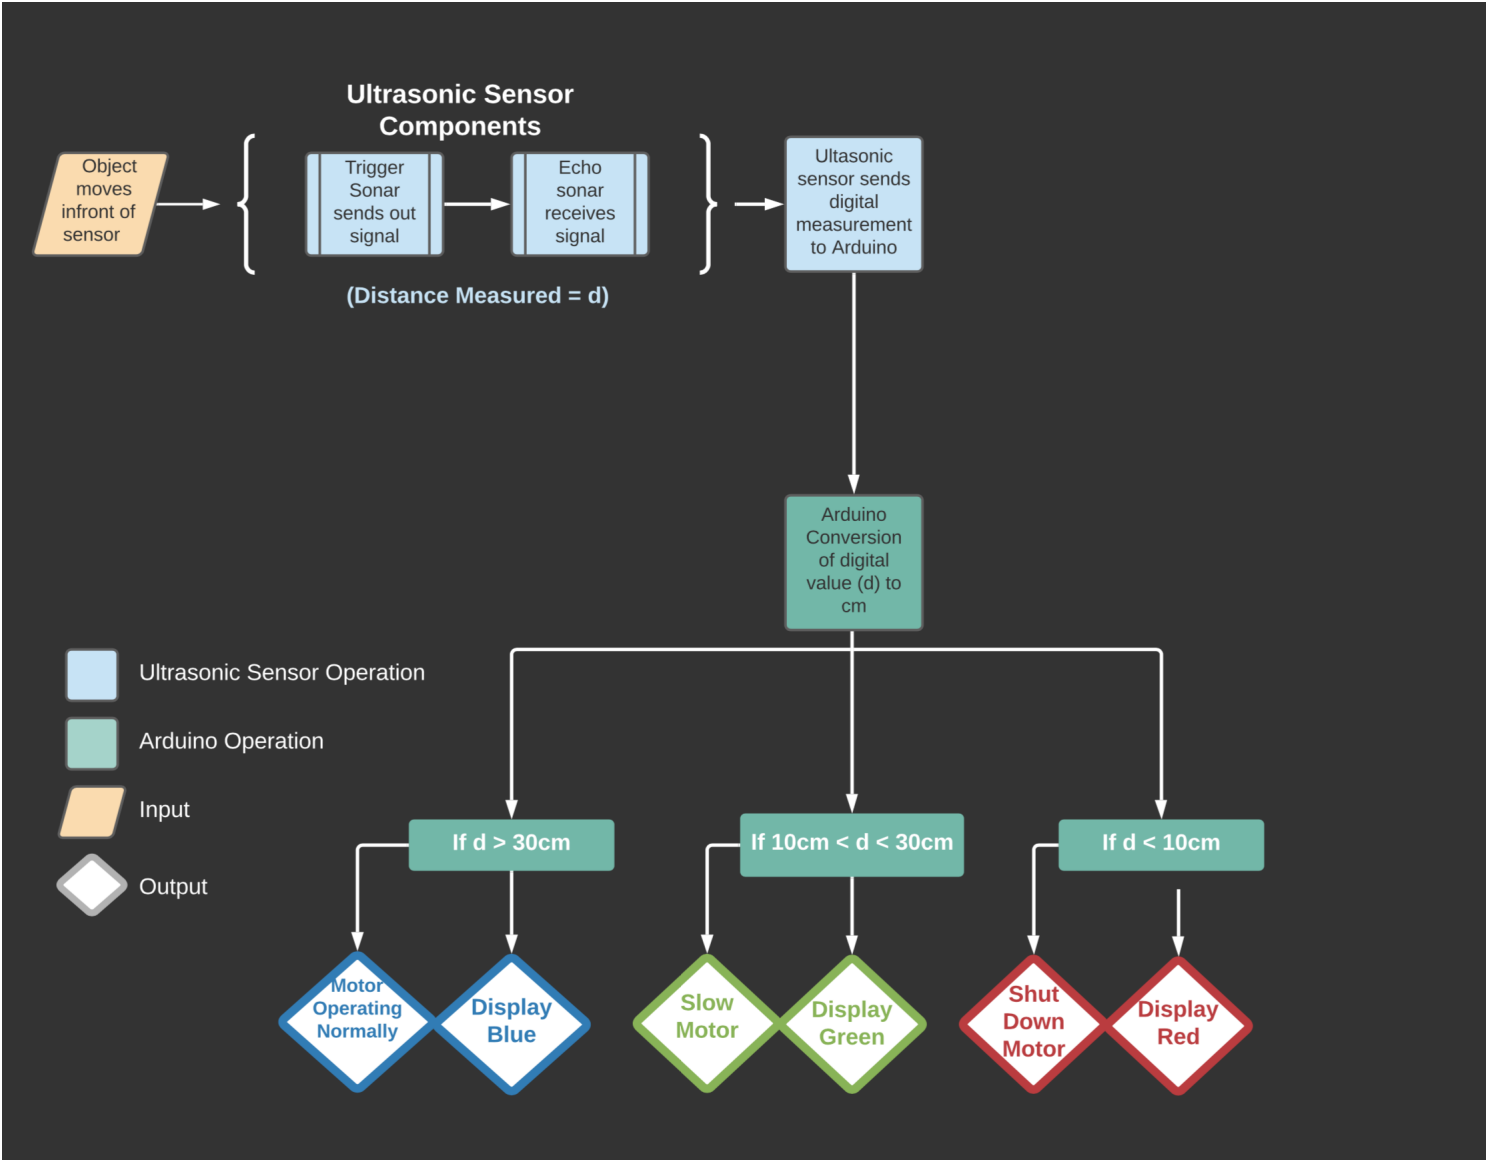 Ultrasonic Sensor
Components
Object
moves
infront of
sensor
Trigger
Sonar
sends out
signal
Echo
sonar
receives
signal
Ultasonic
sensor sends
digital
measurement
to Arduino
(Distance Measured = d)
Arduino
Conversion
of digital
value (d) to
cm
Ultrasonic Sensor Operation
Arduino Operation
Input
Output
If d > 30cm
If 10cm < d < 30cm
If d < 10cm
Motor
Operating
Normally
Display
Blue
Slow
Motor
Display
Green
Shut
Down
Motor
Display
Red